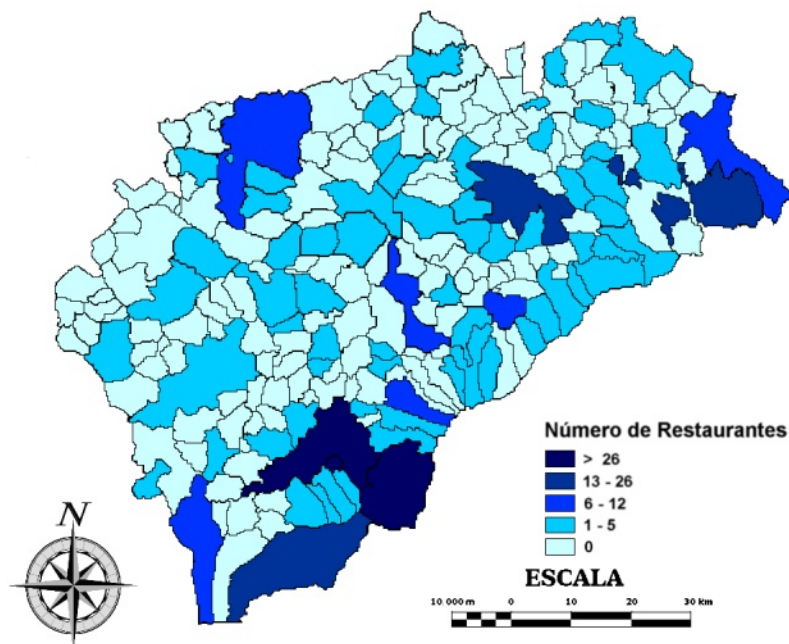 Número de Restaurantes
> 26
13 - 26
6 - 12
1 - 5
0
N
ESCALA
10 000 m 0 10 20 30 km